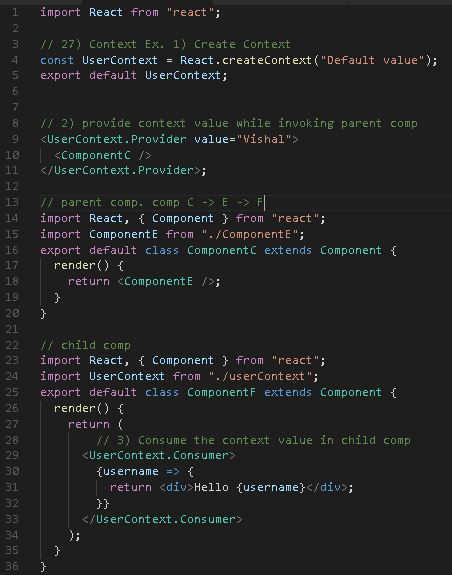 1 import React from "react";
2
3 // 27) Context Ex. 1) Create Context
4 const UserContext = React.createContext("Default value");
5 export default UserContext;
6
7
8 // 2) provide context value while invoking parent comp
9 <UserContext.Provider value="Vishal">
10   <ComponentC />
11 </UserContext.Provider>;
12
13 // parent comp. comp C -> E -> F
14 import React, { Component } from "react";
15 import ComponentE from "./ComponentE";
16 export default class ComponentC extends Component {
17   render() {
18     return <ComponentE />;
19   }
20 }
21
22 // child comp
23 import React, { Component } from "react";
24 import UserContext from "./userContext";
25 export default class ComponentF extends Component {
26   render() {
27     return (
28         // 3) Consume the context value in child comp
29       <UserContext.Consumer>
30         {username => {
31           return <div>Hello {username}</div>;
32         }}
33       </UserContext.Consumer>
34     );
35   }
36 }